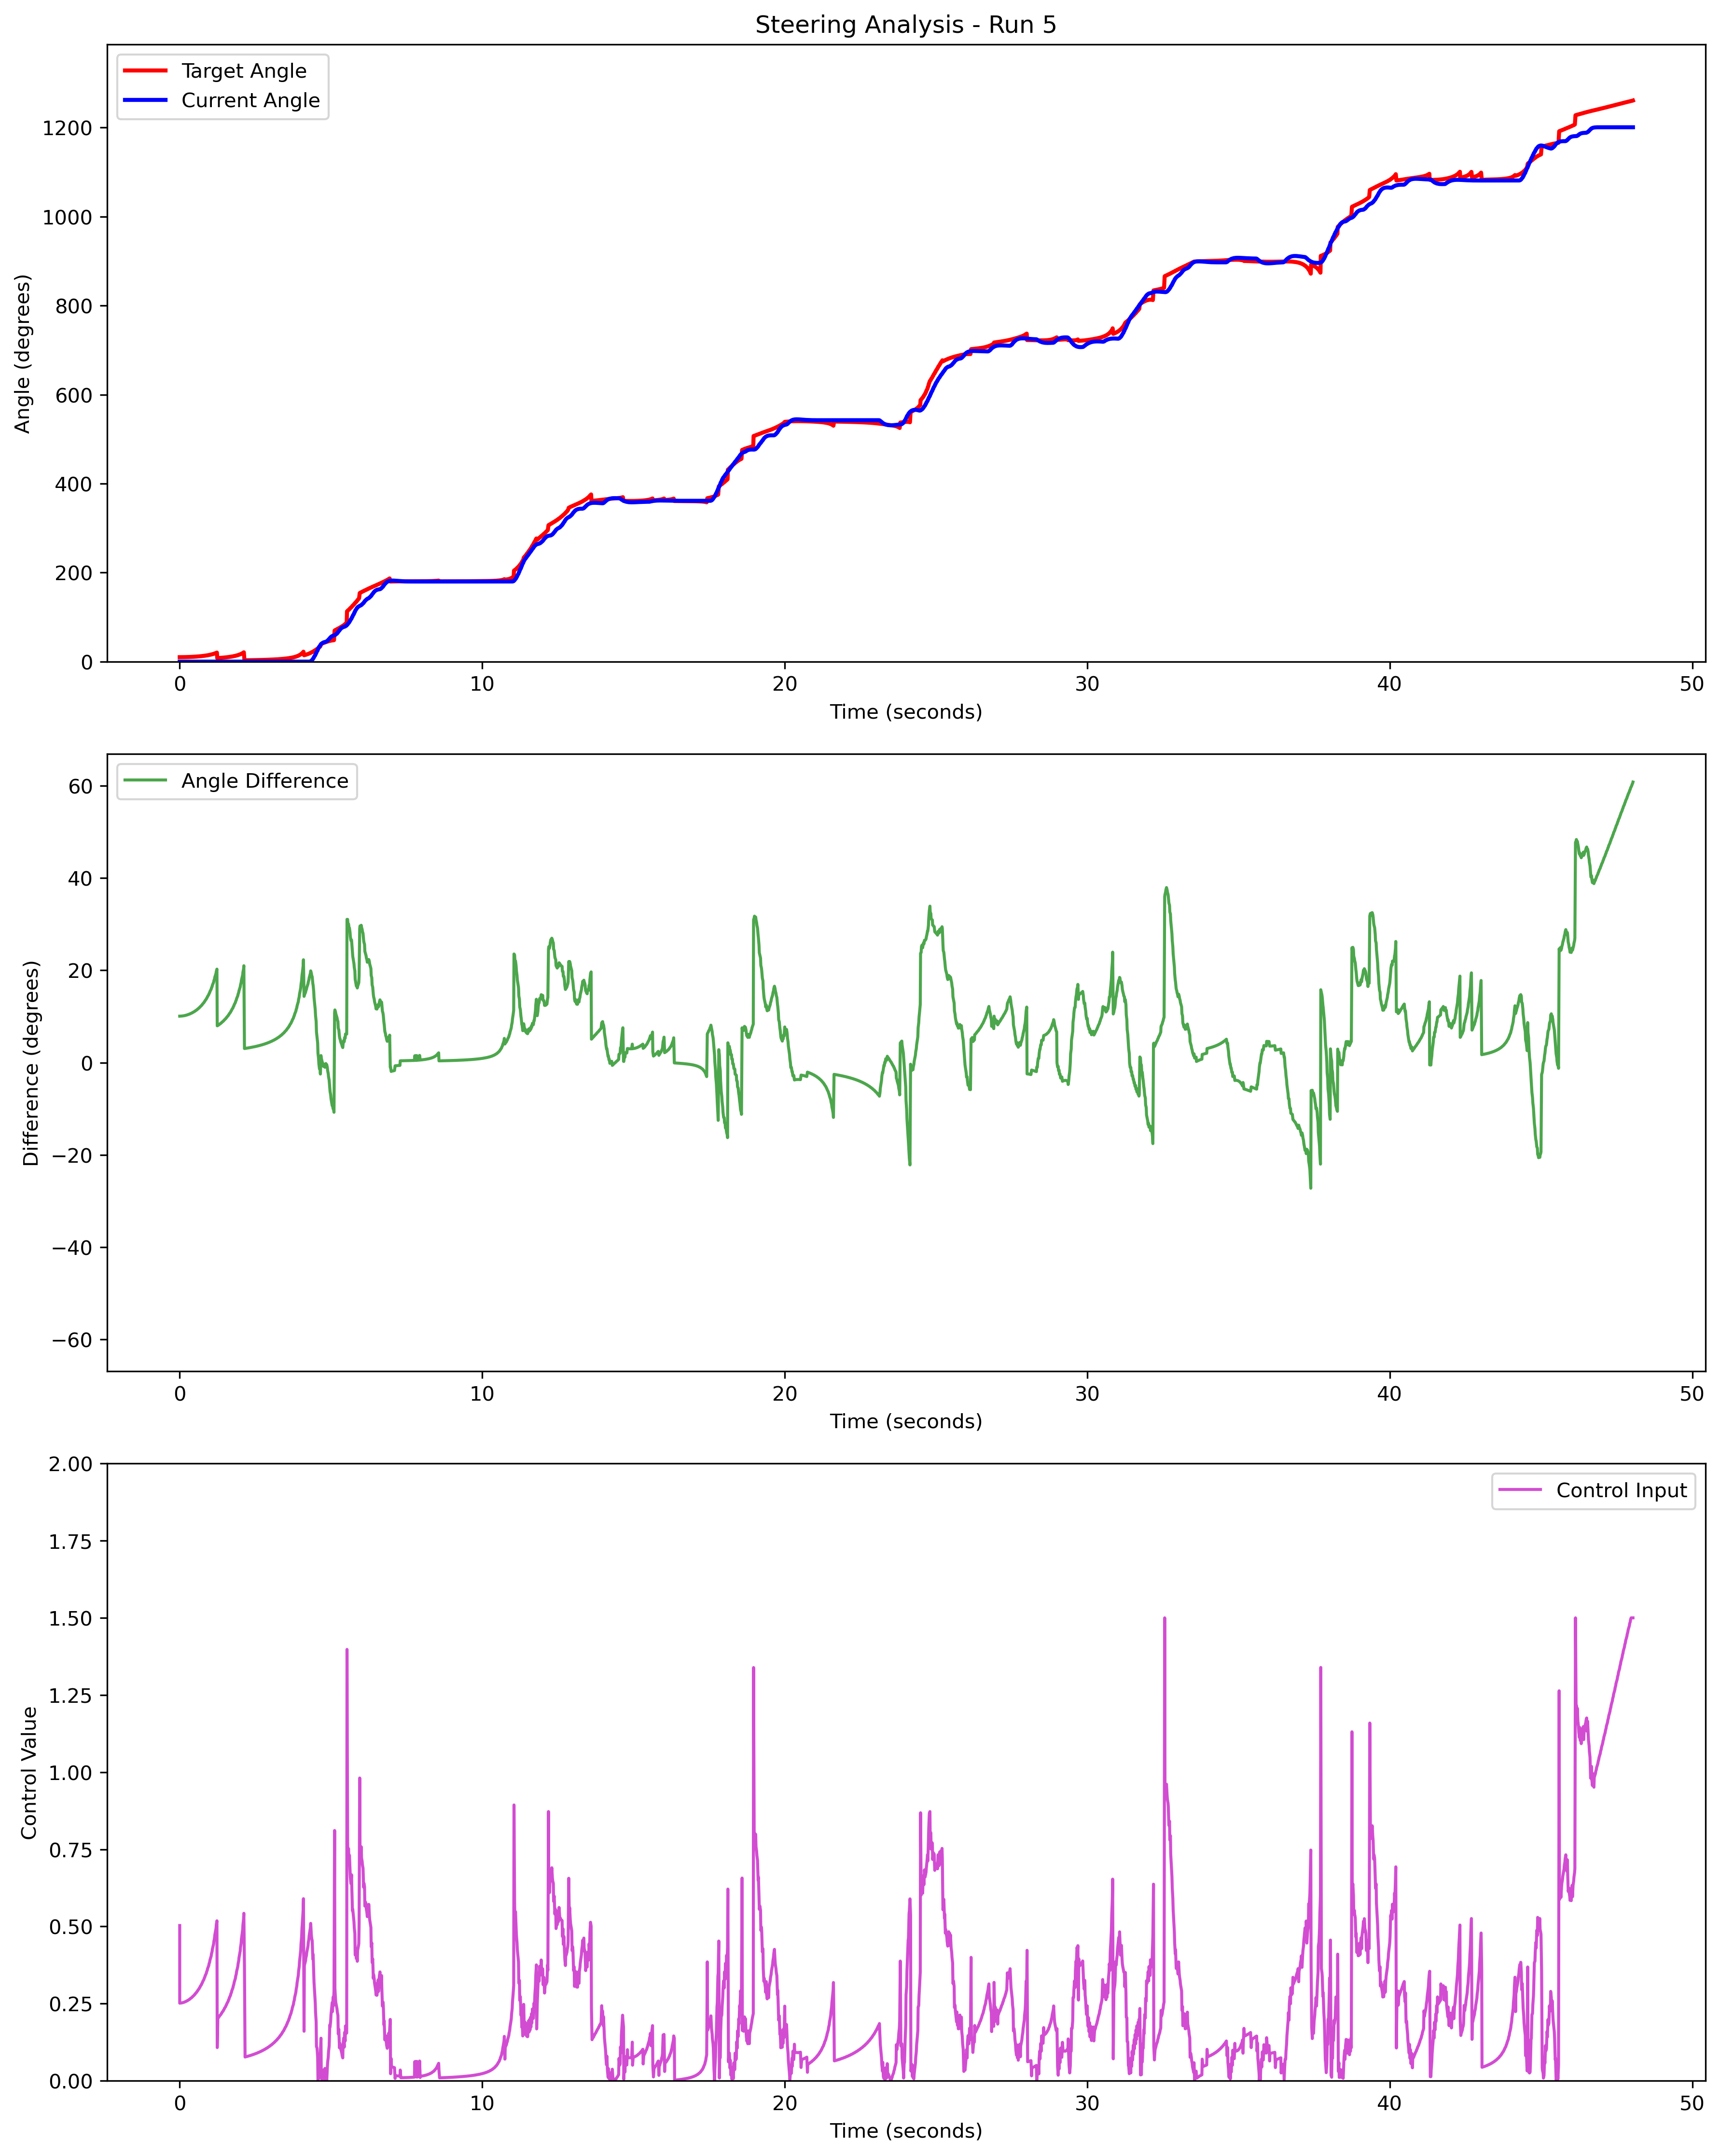 Steering Analysis - Run 5
Target Angle
Current Angle
Angle (degrees)
1200
1000
800
600
400
200
0
0 10 20 30 40 50
Time (seconds)
Angle Difference
Difference (degrees)
60
40
20
0
−20
−40
−60
0 10 20 30 40 50
Time (seconds)
Control Input
Control Value
2.00
1.75
1.50
1.25
1.00
0.75
0.50
0.25
0.00
0 10 20 30 40 50
Time (seconds)